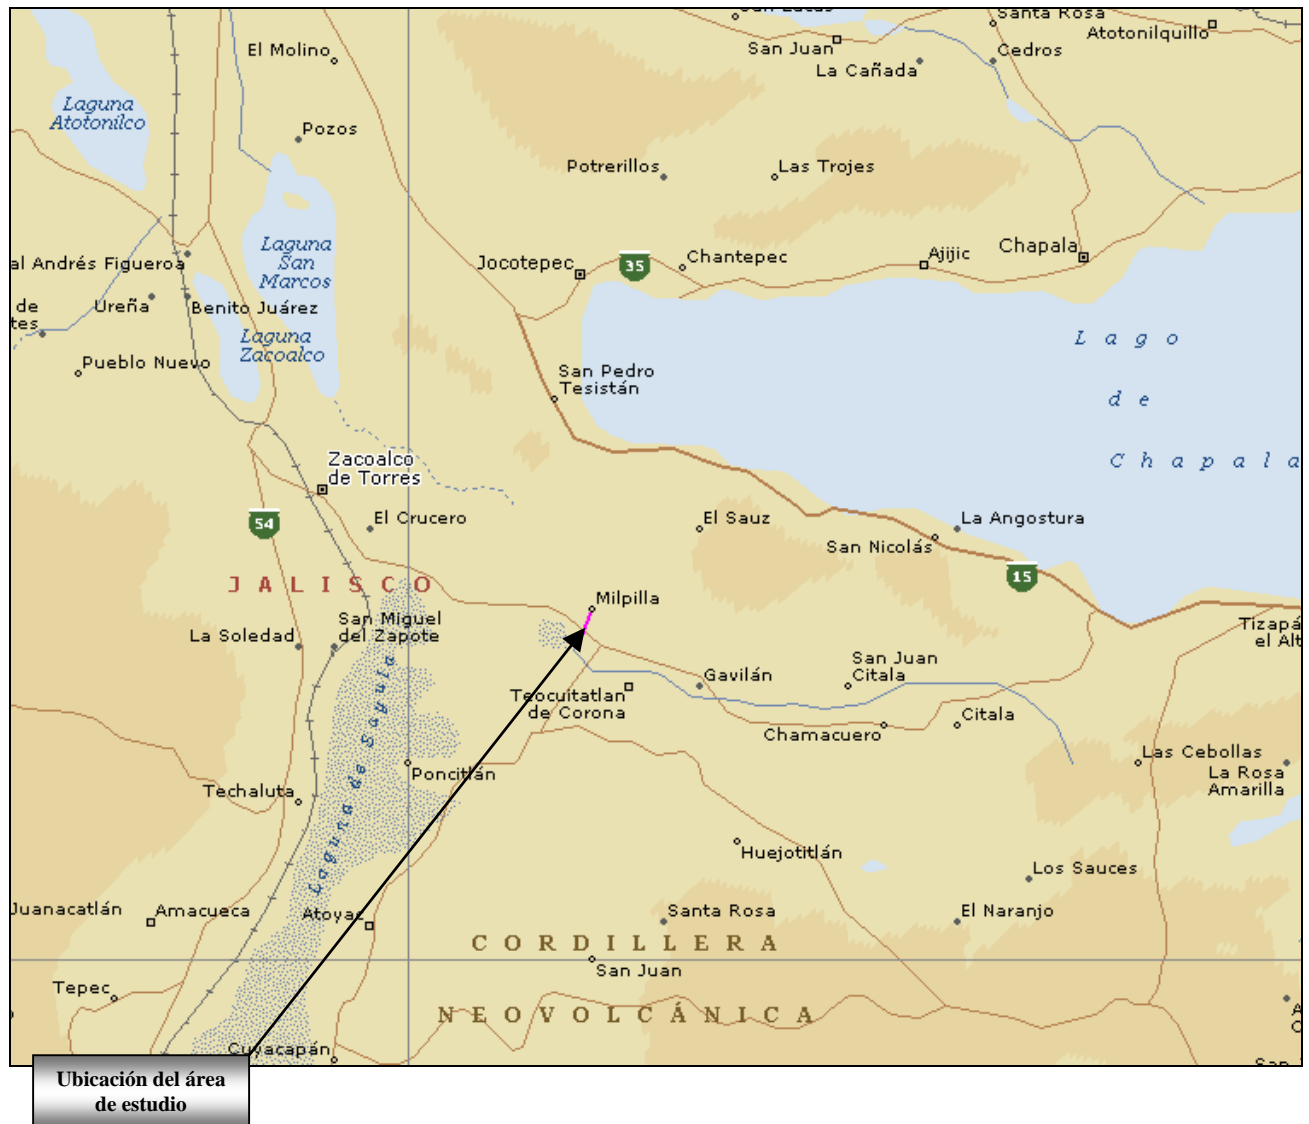 Santa Rosa
Atotonilquillo
El Molino
San Juan
Cedros
La Cañada
Laguna
Atotonilco
Pozos
Potrerillos
Las Trojes
Laguna
San
Marcos
al Andrés Figueroa
Jocotepec
35
Chantepec
Ajijic
Chapala
de
tes
Ureña
Benito Juárez
Laguna
Zacoalco
Pueblo Nuevo
San Pedro
Tesistán
Lago
de
Chapala
Zacoalco
de Torres
54
El Crucero
El Sauz
La Angostura
San Nicolás
15
JALISCO
Milpilla
San Miguel
del Zapote
La Soledad
Tizapá
el Alt
Laguna de Sayula
Teocuitatlan
de Corona
Gavilán
San Juan
Citala
Citala
Chamacuero
Las Cebollas
La Rosa
Amarilla
Poncitlán
Techaluta
Huejotitlán
Los Sauces
Juanacatlán
Amacueca
Atoyac
Santa Rosa
El Naranjo
CORDILLERA
San Juan
Tepec
NEOVOLCÁNICA
Cuyacapán
Ubicación del área
de estudio